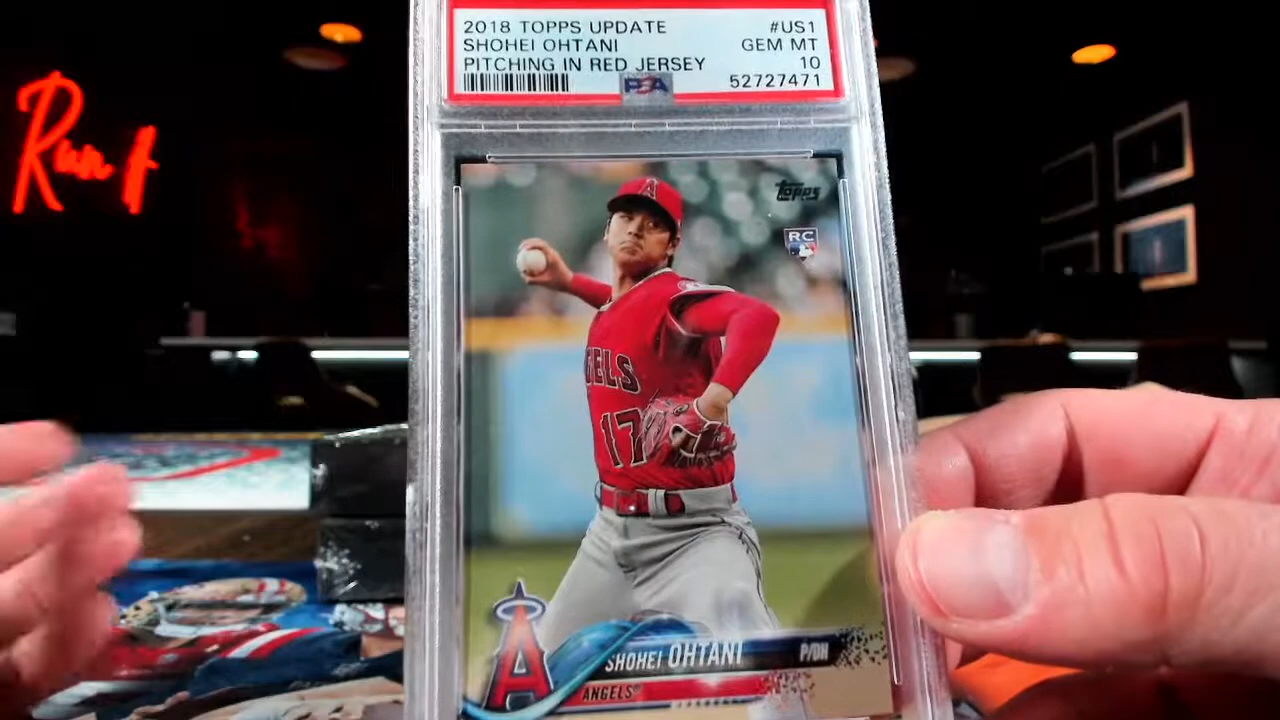 2018 TOPPS UPDATE #US1
SHOHEI OHTANI GEM MT
PITCHING IN RED JERSEY 10
PSA 52727471
Topps
RC
A
GELS
17
SHOHEI OHTANI P/DH
A
ANGELS